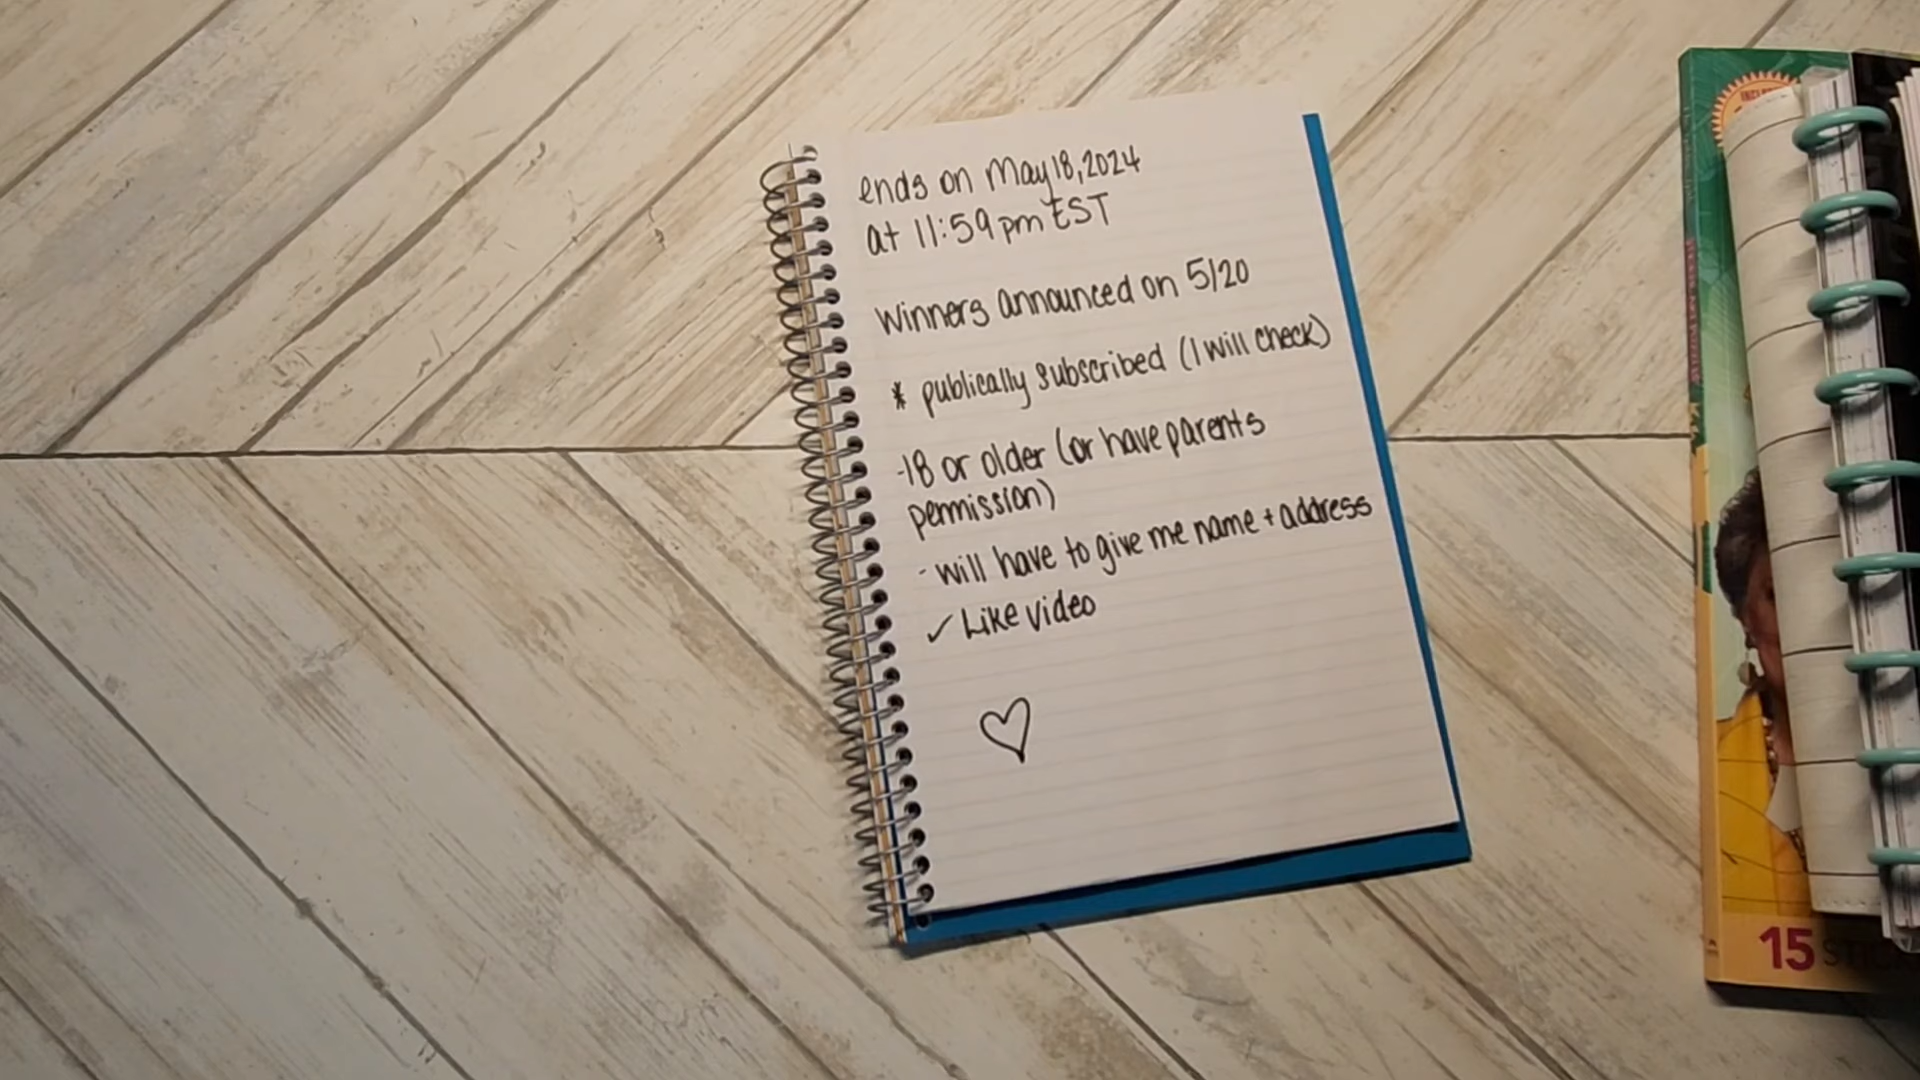 ends on May 18, 2024
at 11:59 pm EST
Winners announced on 5/20
* publically subscribed (I will check)
-18 or older (or have parents
permission)
- will have to give me name + address
✓ Like video
15